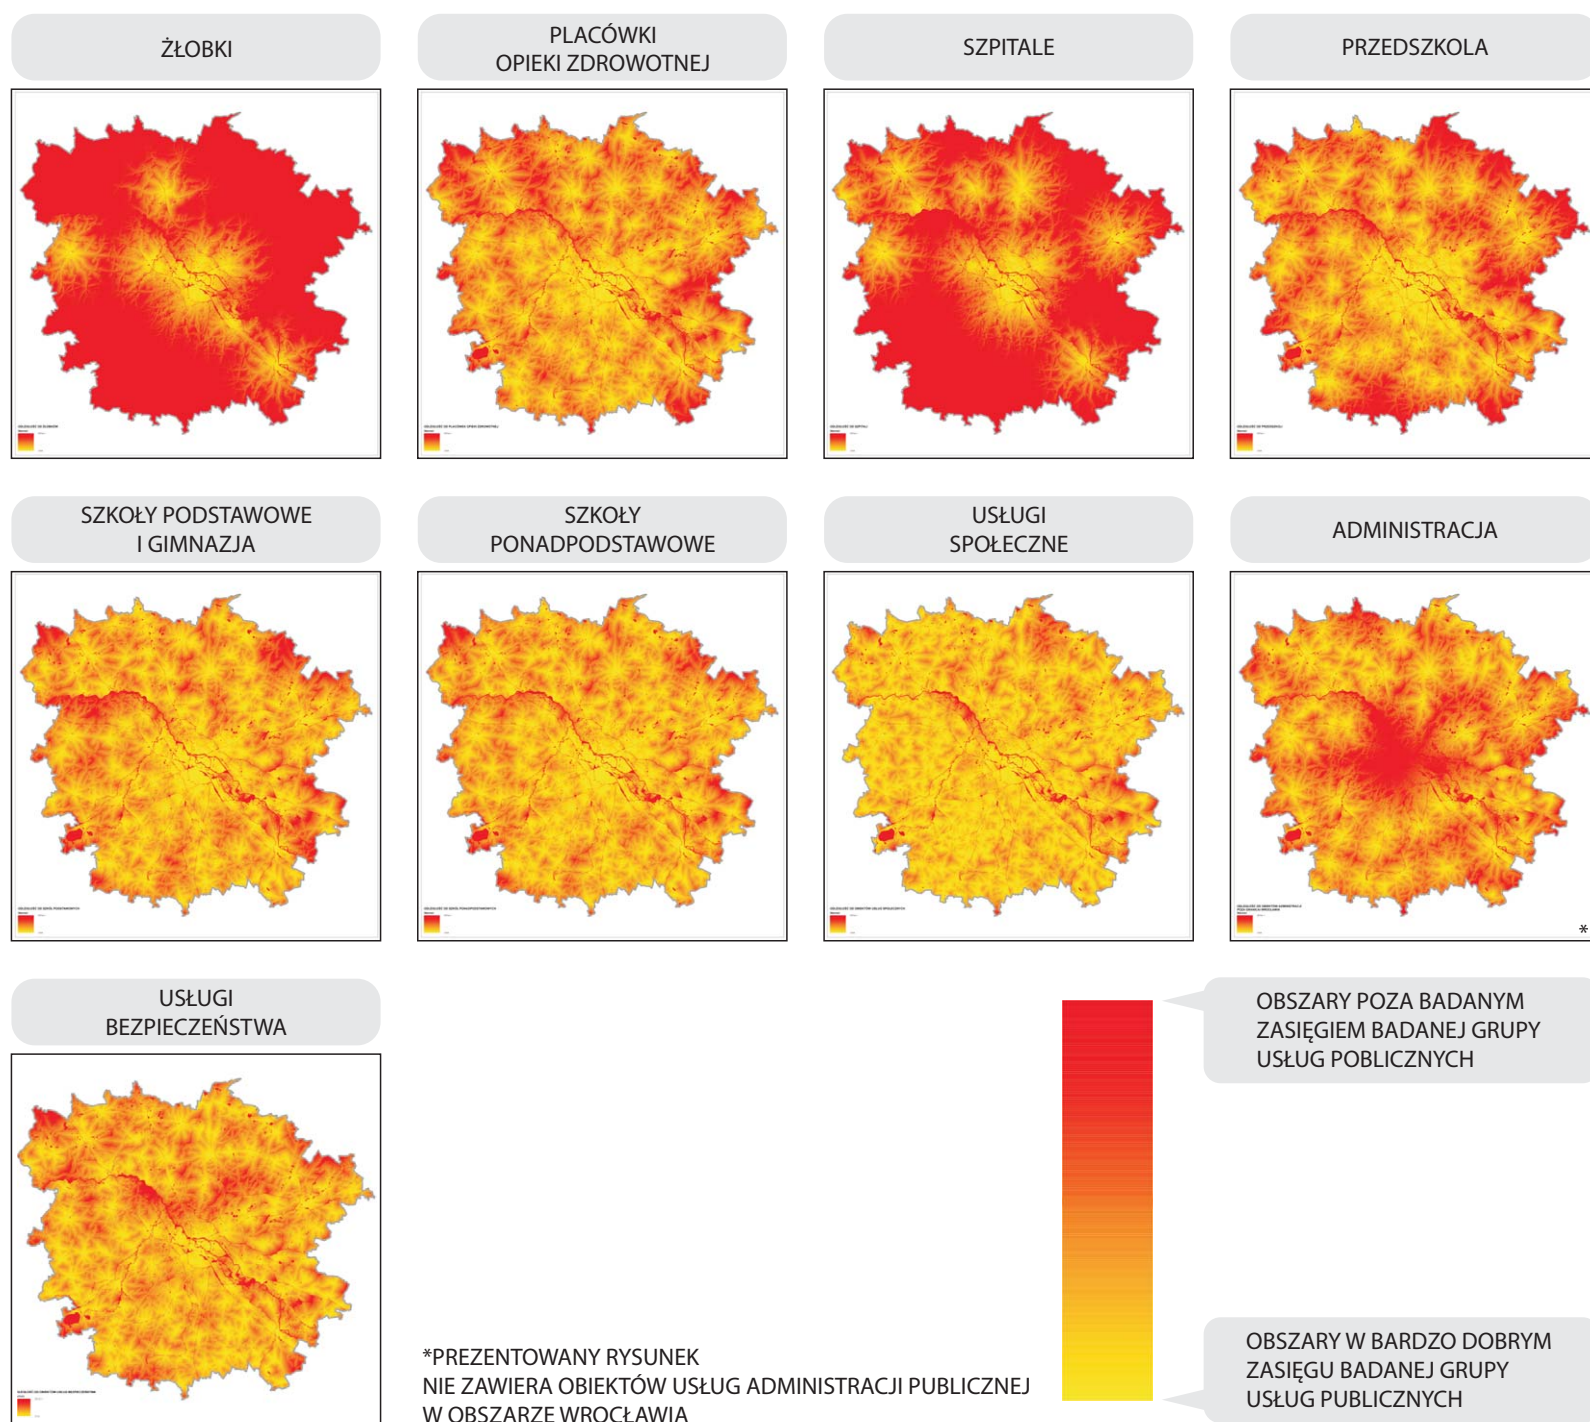 ŻŁOBKI
PLACÓWKI
OPIEKI ZDROWOTNEJ
SZPITALE
PRZEDSZKOLA
SZKOŁY PODSTAWOWE
I GIMNAZJA
SZKOŁY
PONADPODSTAWOWE
USŁUGI
SPOŁECZNE
ADMINISTRACJA
*
USŁUGI
BEZPIECZEŃSTWA
OBSZARY POZA BADANYM
ZASIĘGIEM BADANEJ GRUPY
USŁUG POBLICZNYCH
OBSZARY W BARDZO DOBRYM
ZASIĘGU BADANEJ GRUPY
USŁUG PUBLICZNYCH
*PREZENTOWANY RYSUNEK
NIE ZAWIERA OBIEKTÓW USŁUG ADMINISTRACJI PUBLICZNEJ
W OBSZARZE WROCŁAWIA